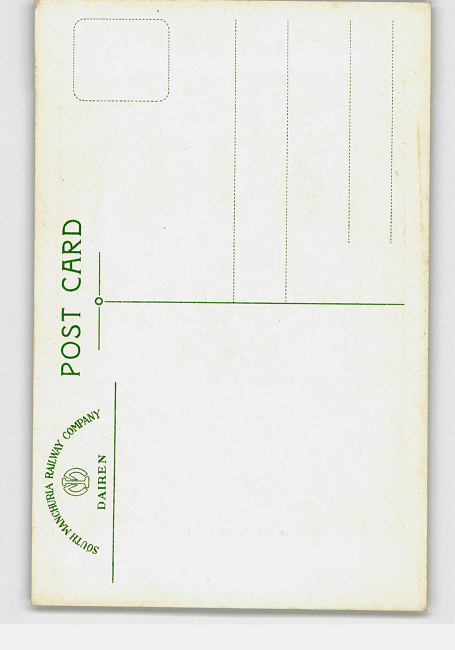 SOUTH MANCHURIA RAILWAY COMPANY
DAIREN
POST CARD